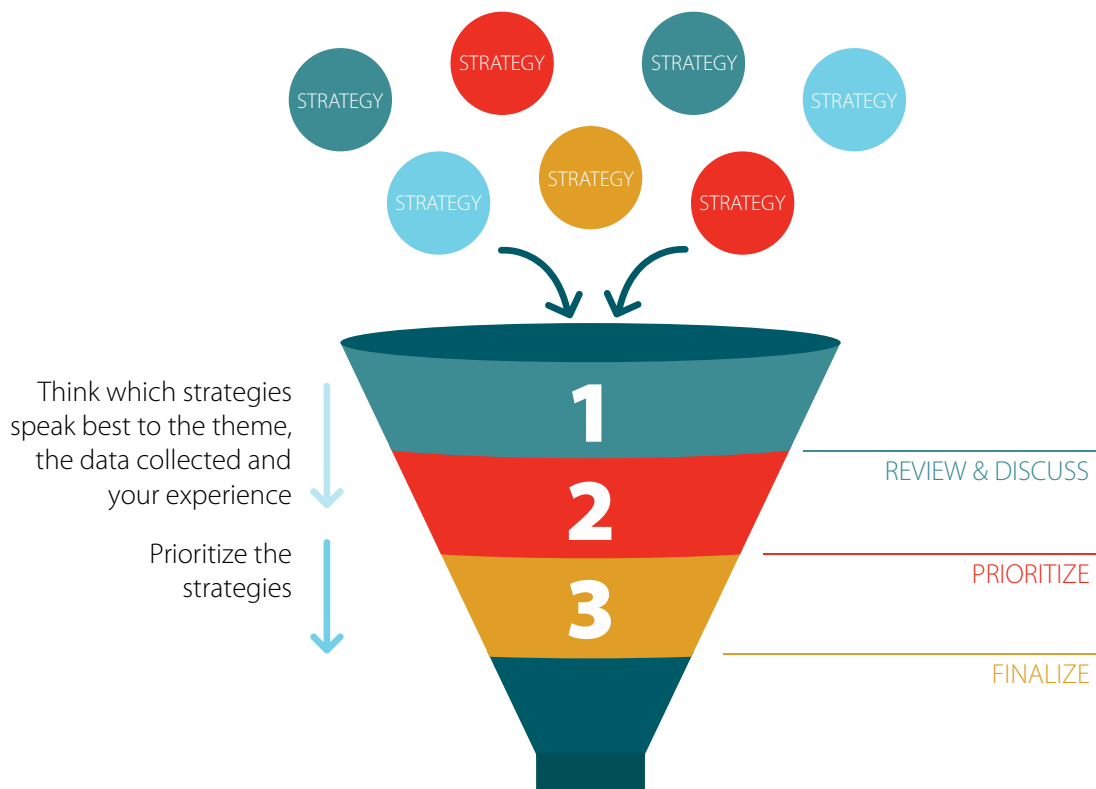 STRATEGY
STRATEGY
STRATEGY
STRATEGY
STRATEGY
STRATEGY
STRATEGY
1
Think which strategies
speak best to the theme,
the data collected and
your experience
REVIEW & DISCUSS
2
Prioritize the
strategies
PRIORITIZE
3
FINALIZE